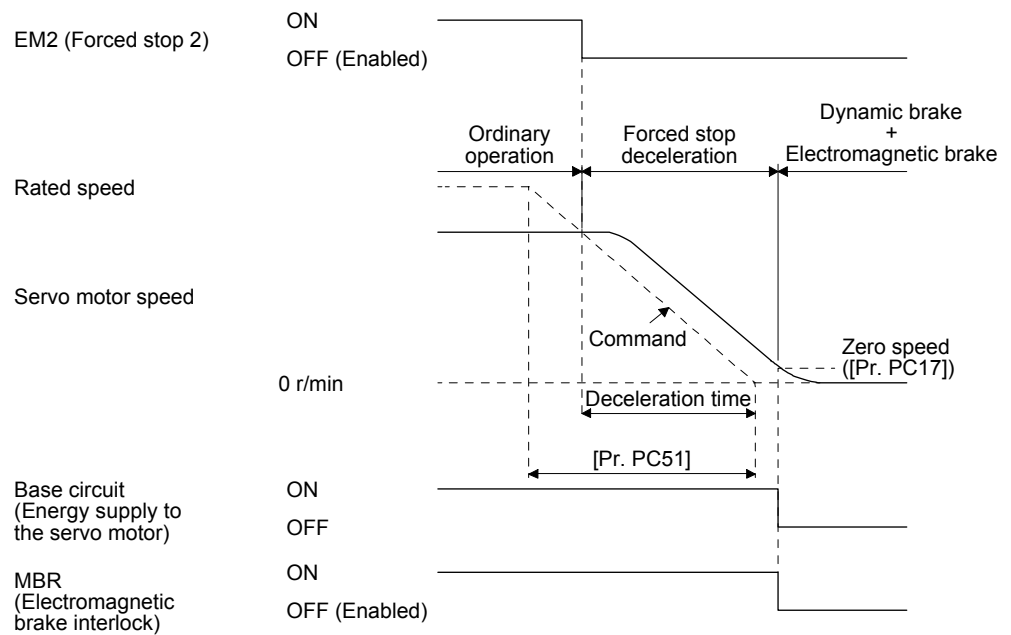 EM2 (Forced stop 2)
ON
OFF (Enabled)
Ordinary
operation
Forced stop
deceleration
Dynamic brake
+
Electromagnetic brake
Rated speed
Servo motor speed
Command
Zero speed
([Pr. PC17])
0 r/min
Deceleration time
[Pr. PC51]
Base circuit
(Energy supply to
the servo motor)
ON
OFF
MBR
(Electromagnetic
brake interlock)
ON
OFF (Enabled)